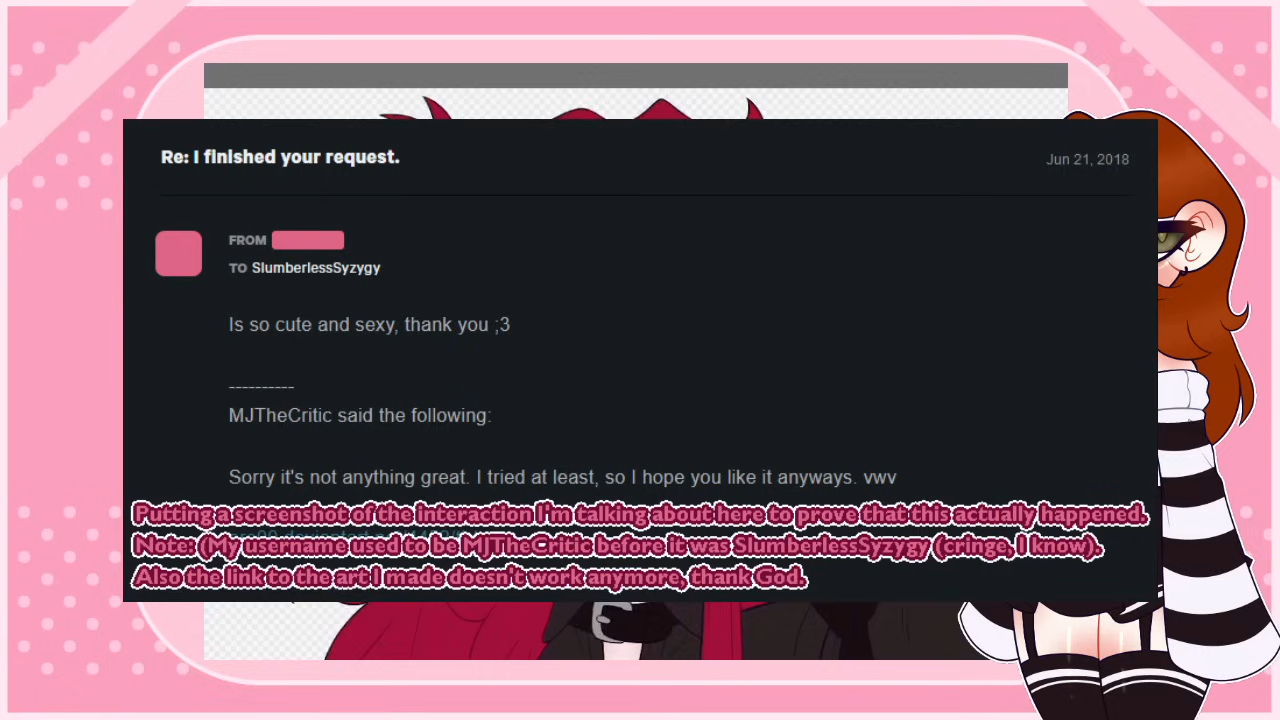 Re: I finished your request.
Jun 21, 2018
FROM
TO SlumberlessSyzygy
Is so cute and sexy, thank you ;3
----------
MJTheCritic said the following:
Sorry it's not anything great. I tried at least, so I hope you like it anyways. vwv
Putting a screenshot of the interaction I'm talking about here to prove that this actually happened.
Note: (My username used to be MJTheCritic before it was SlumberlessSyzygy (cringe, I know).
Also the link to the art I made doesn't work anymore, thank God.